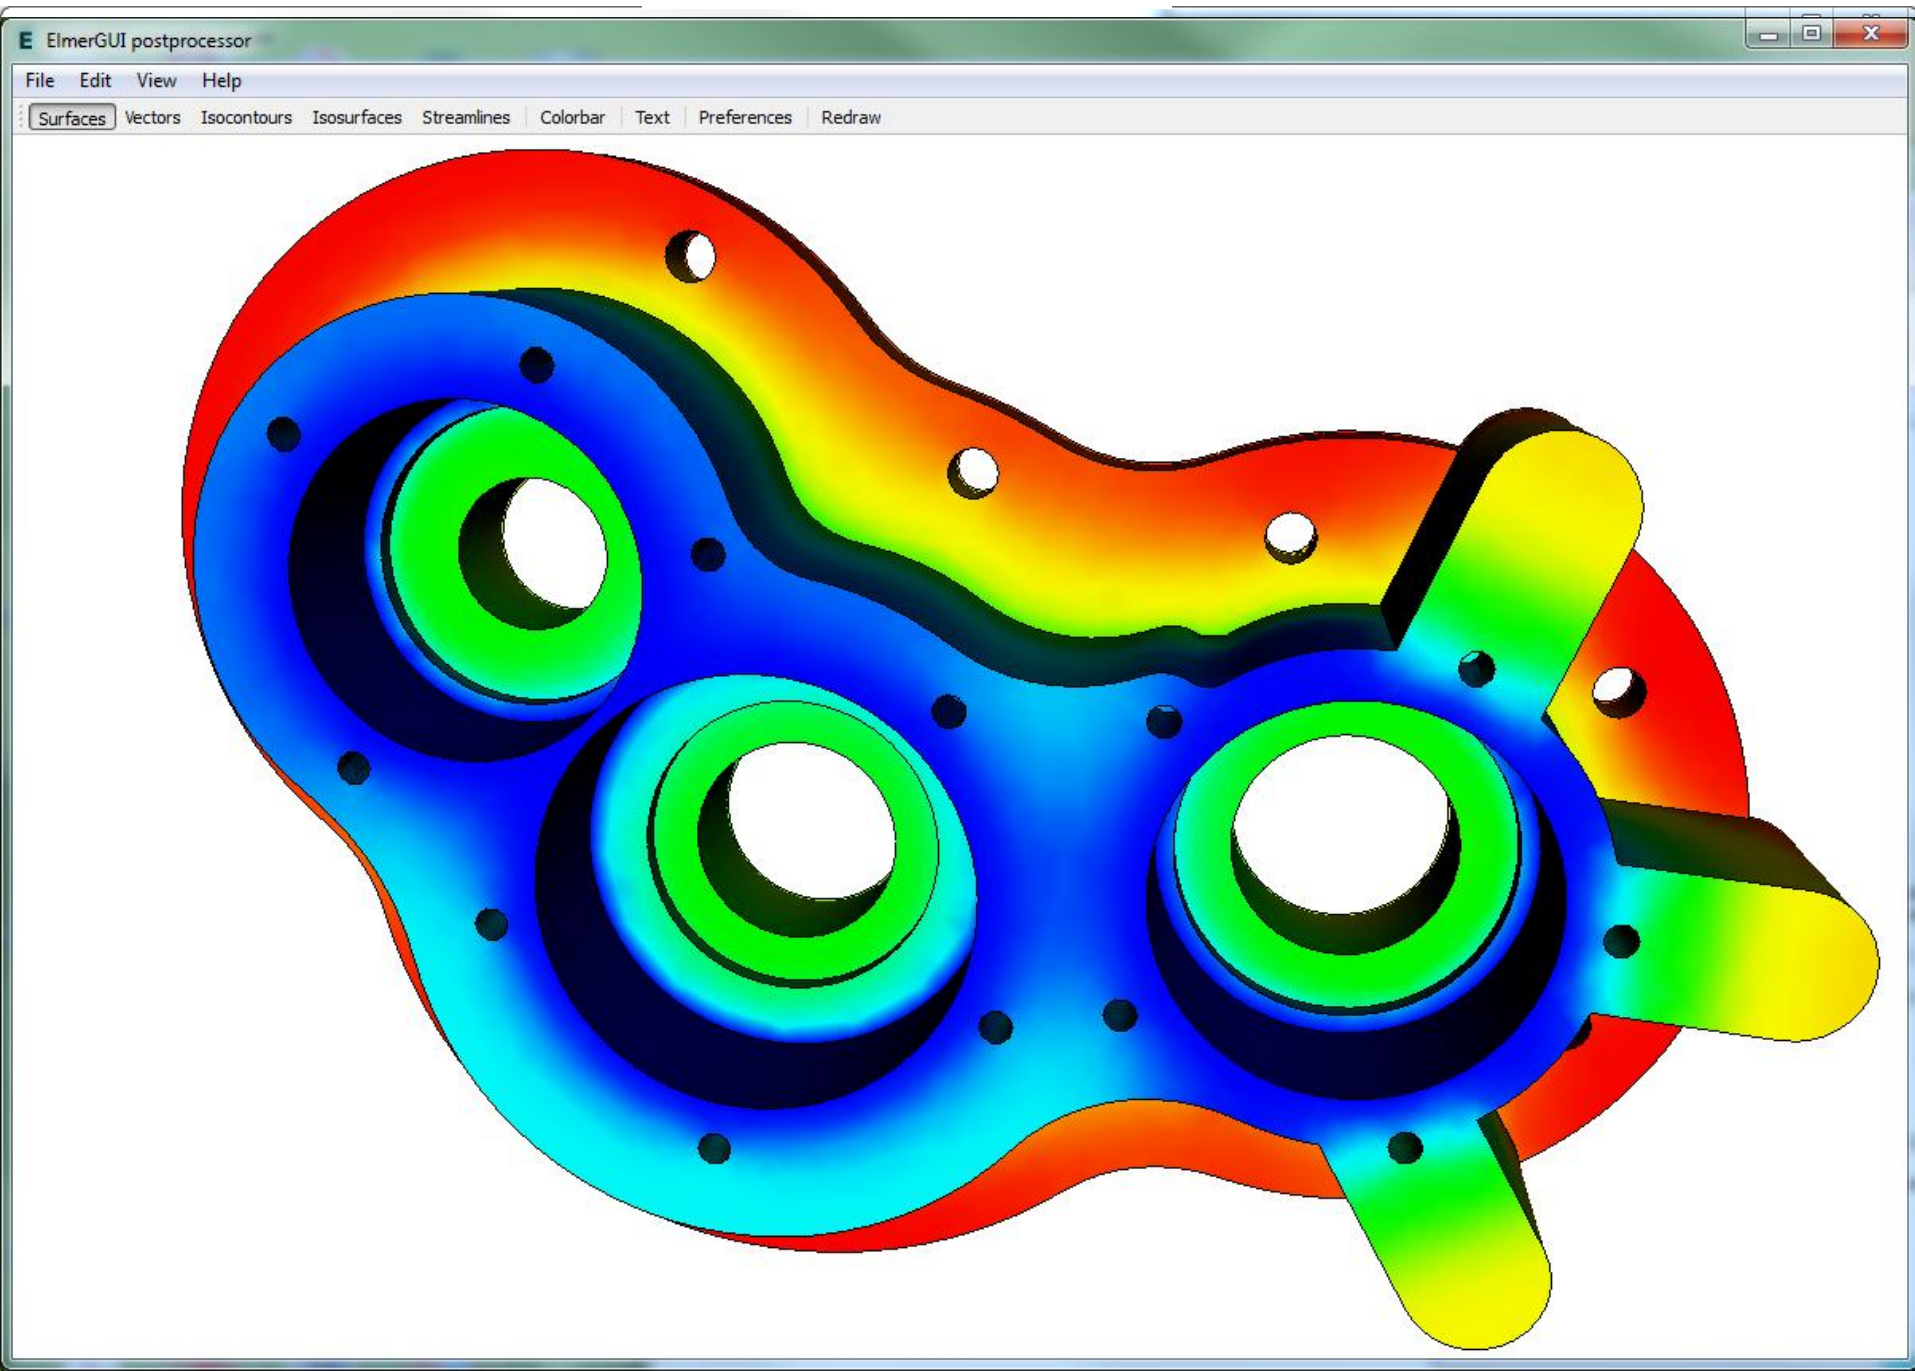 E ElmerGUI postprocessor
File Edit View Help
Surfaces Vectors Isocontours Isosurfaces Streamlines Colorbar Text Preferences Redraw